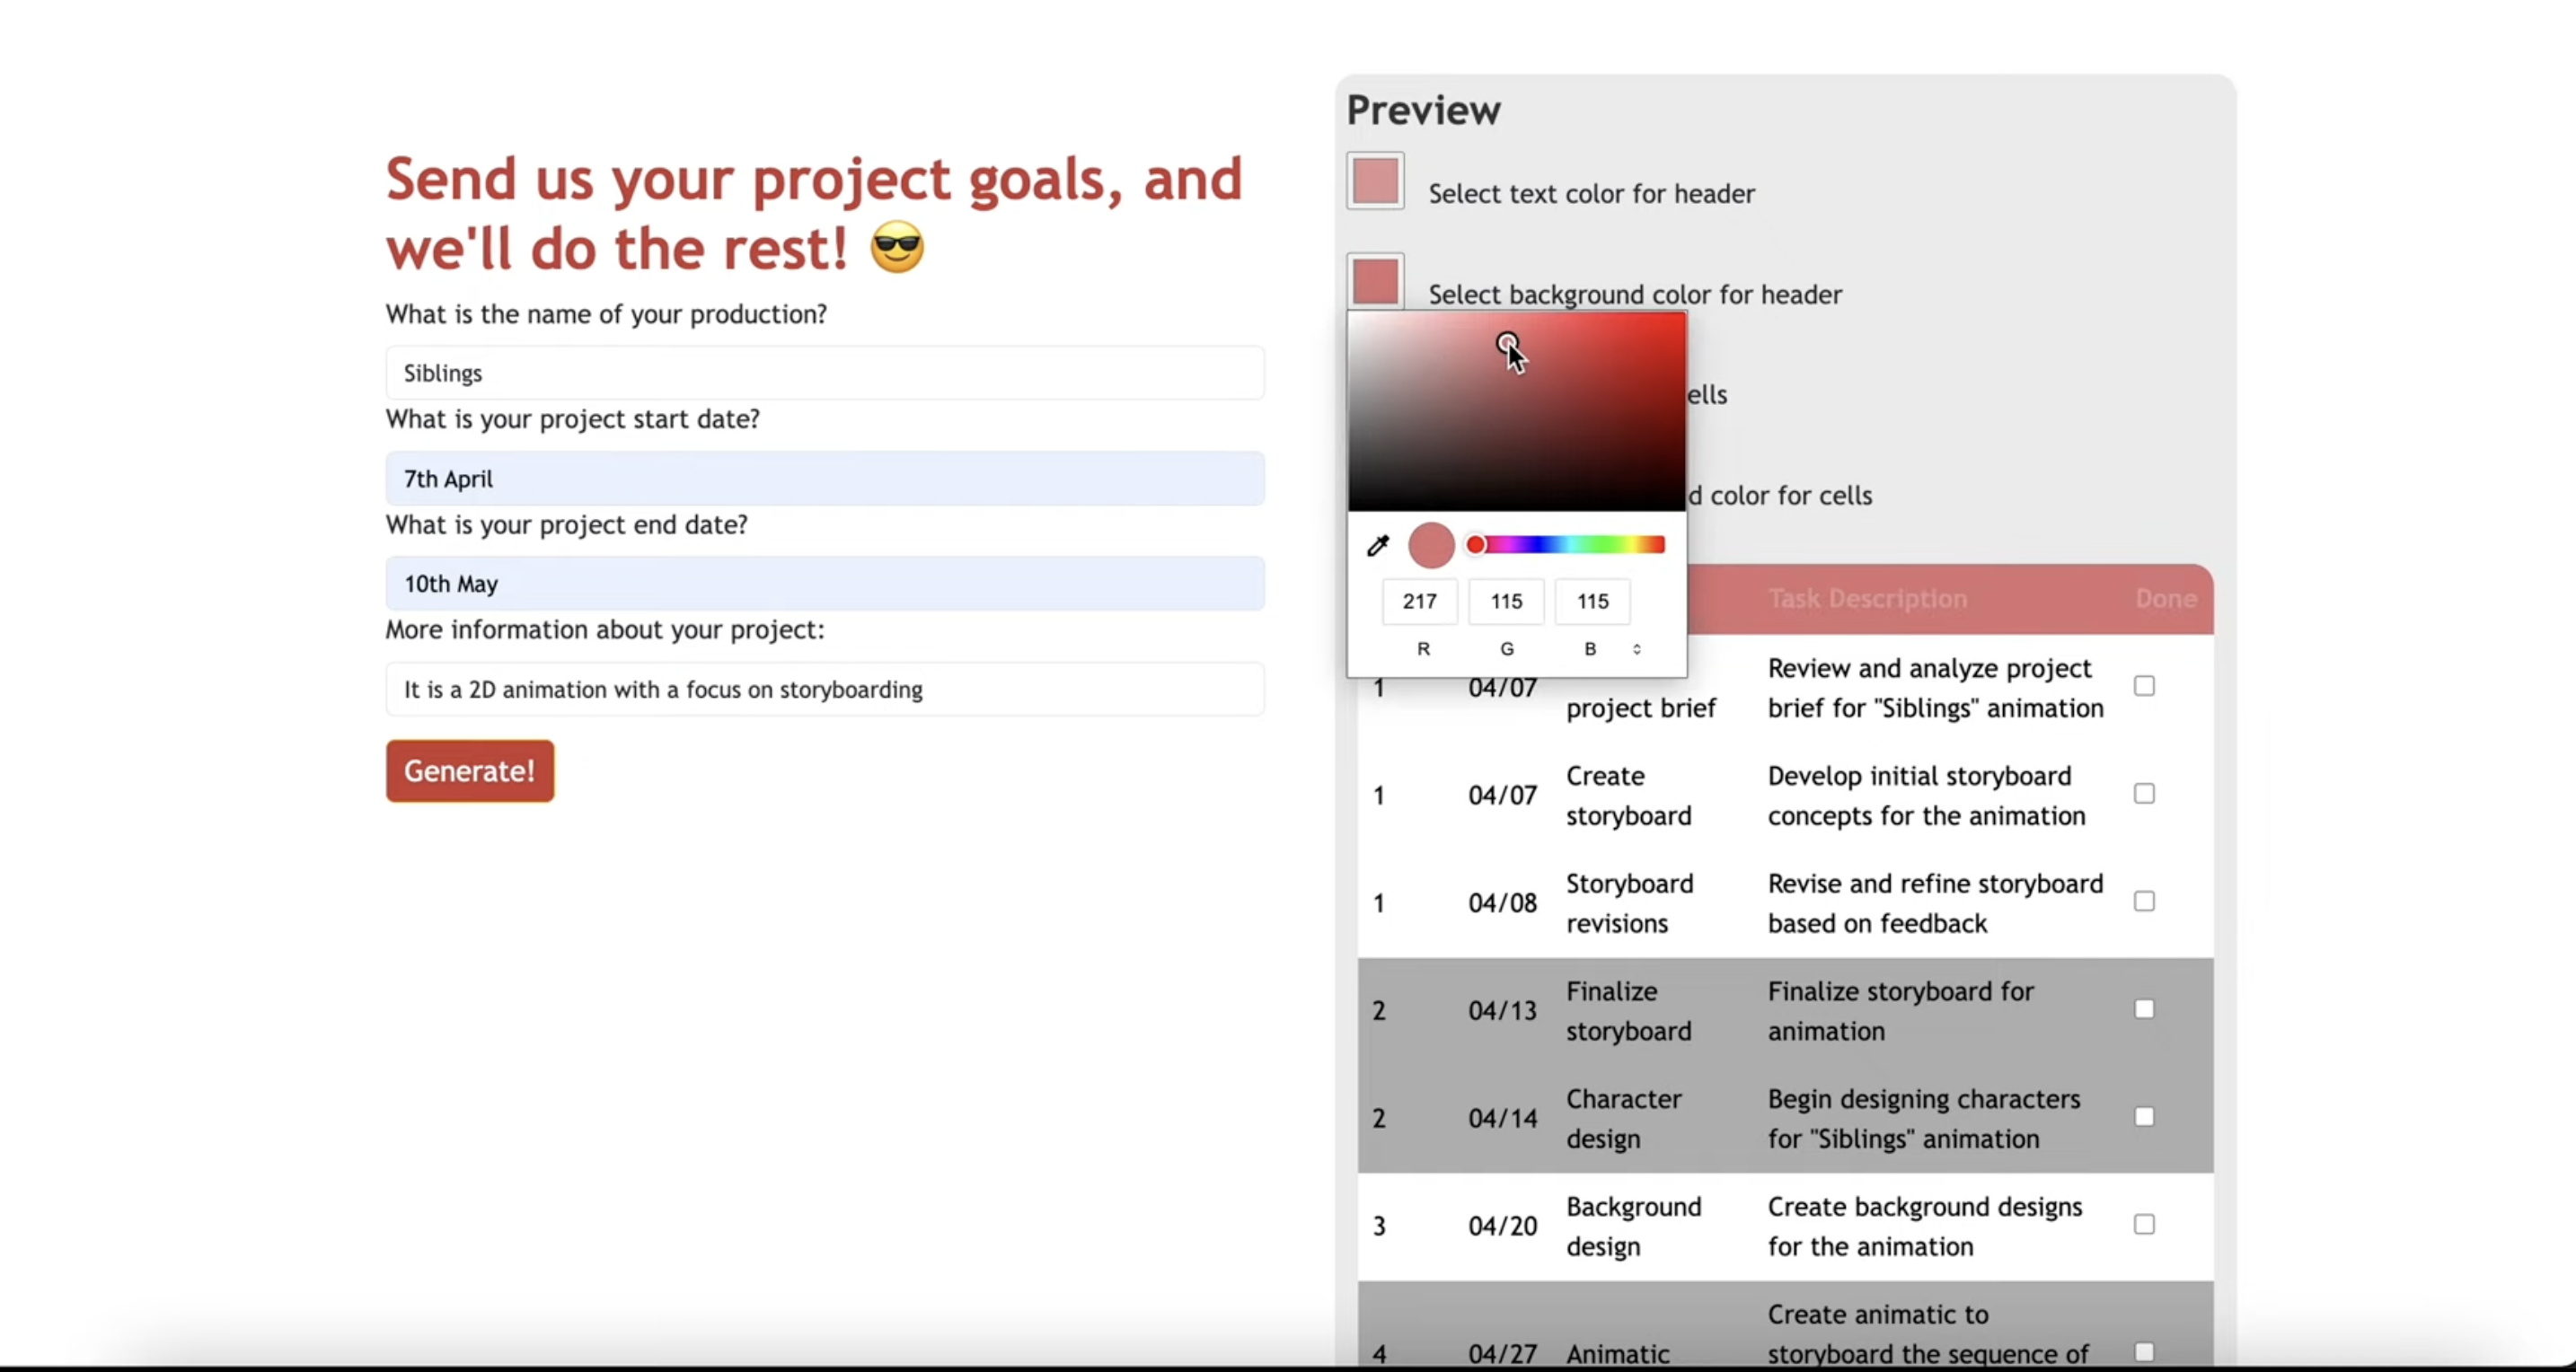 Send us your project goals, and
we'll do the rest! 😎
What is the name of your production?
Siblings
What is your project start date?
7th April
What is your project end date?
10th May
More information about your project:
It is a 2D animation with a focus on storyboarding
Generate!
Preview
Select text color for header
Select background color for header
ells
d color for cells
217 115 115
R G B
Task Description Done
1 04/07 project brief Review and analyze project
brief for "Siblings" animation
1 04/07 Create
storyboard
Develop initial storyboard
concepts for the animation
1 04/08 Storyboard
revisions
Revise and refine storyboard
based on feedback
2 04/13 Finalize
storyboard
Finalize storyboard for
animation
2 04/14 Character
design
Begin designing characters
for "Siblings" animation
3 04/20 Background
design
Create background designs
for the animation
4 04/27 Animatic
Create animatic to
storyboard the sequence of